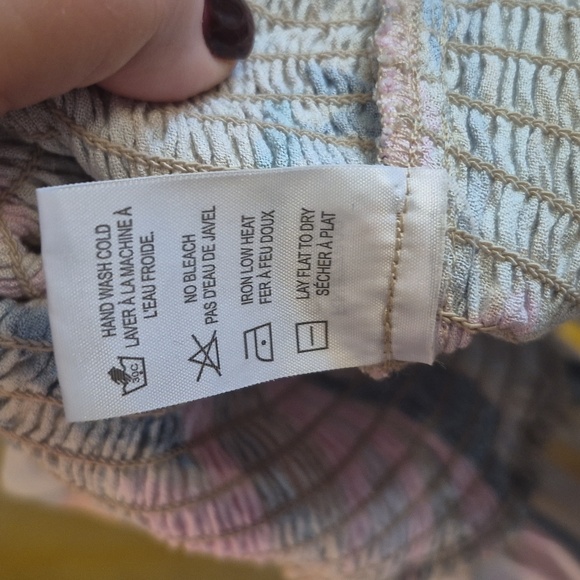 HAND WASH COLD
LAVER À LA MACHINE À
L'EAU FROIDE.
30C
NO BLEACH
PAS D'EAU DE JAVEL
IRON LOW HEAT
FER À FEU DOUX
LAY FLAT TO DRY
SÉCHER À PLAT